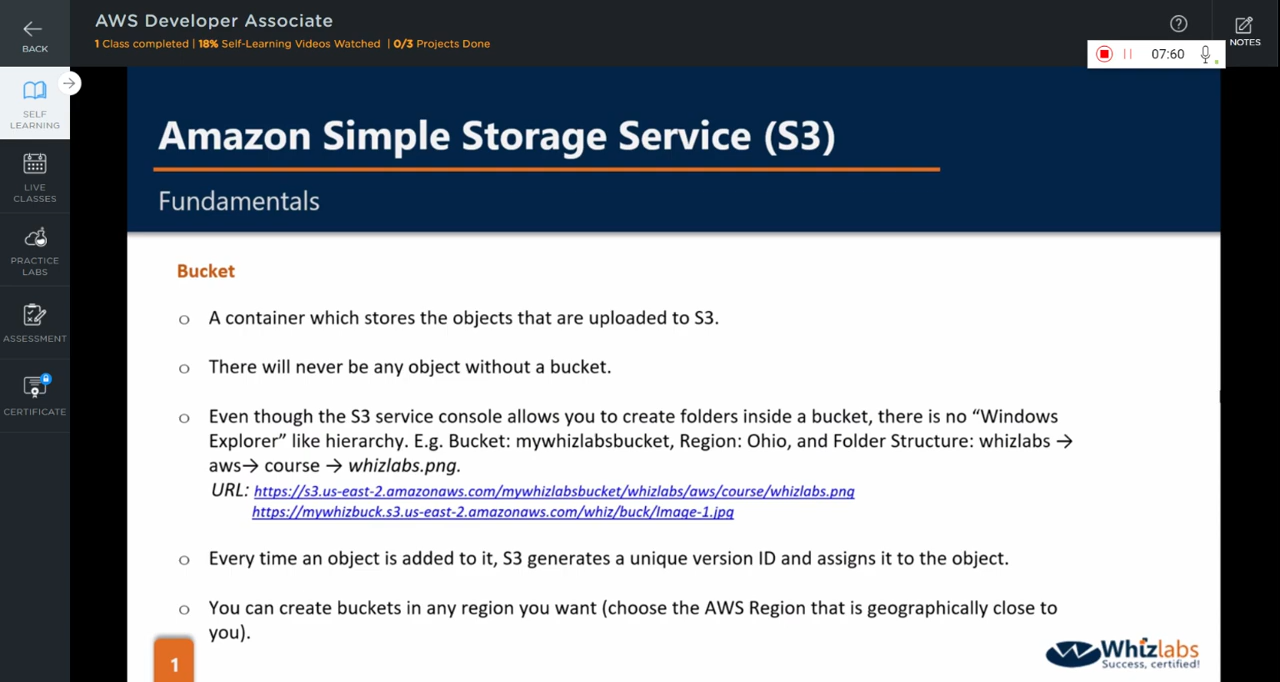 BACK
AWS Developer Associate
1 Class completed | 18% Self-Learning Videos Watched | 0/3 Projects Done
?
NOTES
07:60
SELF
LEARNING
LIVE
CLASSES
PRACTICE
LABS
ASSESSMENT
CERTIFICATE
Amazon Simple Storage Service (S3)
Fundamentals
Bucket
o A container which stores the objects that are uploaded to S3.
o There will never be any object without a bucket.
o Even though the S3 service console allows you to create folders inside a bucket, there is no “Windows
Explorer” like hierarchy. E.g. Bucket: mywhizlabsbucket, Region: Ohio, and Folder Structure: whizlabs →
aws→ course → whizlabs.png.
URL: https://s3.us-east-2.amazonaws.com/mywhizlabsbucket/whizlabs/aws/course/whizlabs.png
https://mywhizbuck.s3.us-east-2.amazonaws.com/whiz/buck/Image-1.jpg
o Every time an object is added to it, S3 generates a unique version ID and assigns it to the object.
o You can create buckets in any region you want (choose the AWS Region that is geographically close to
you).
1
Whizlabs
Success, certified!